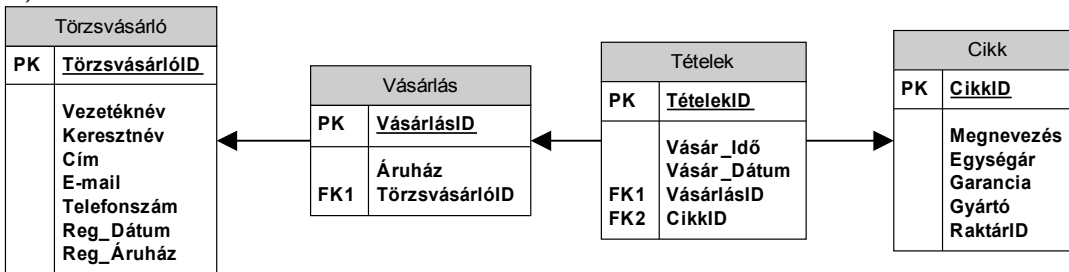 Törzsvásárló
PK TörzsvásárlóID
Vezetéknév
Keresztnév
Cím
E-mail
Telefonszám
Reg_Dátum
Reg_Áruház
Vásárlás
PK VásárlásID
Áruház
FK1 TörzsvásárlóID
Tételek
PK TételekID
Vásár_Idő
Vásár_Dátum
FK1 VásárlásID
FK2 CikkID
Cikk
PK CikkID
Megnevezés
Egységár
Garancia
Gyártó
RaktárID